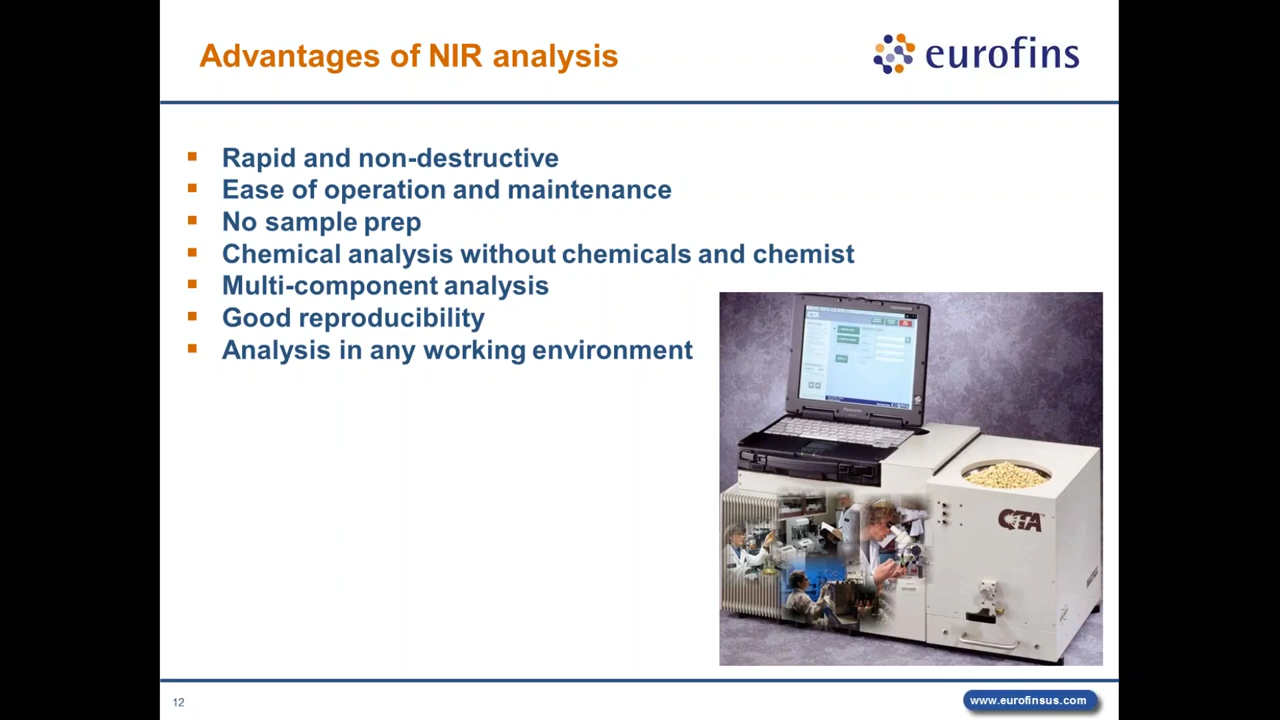 Advantages of NIR analysis
eurofins
Rapid and non-destructive
Ease of operation and maintenance
No sample prep
Chemical analysis without chemicals and chemist
Multi-component analysis
Good reproducibility
Analysis in any working environment
QTA
12
www.eurofinsus.com